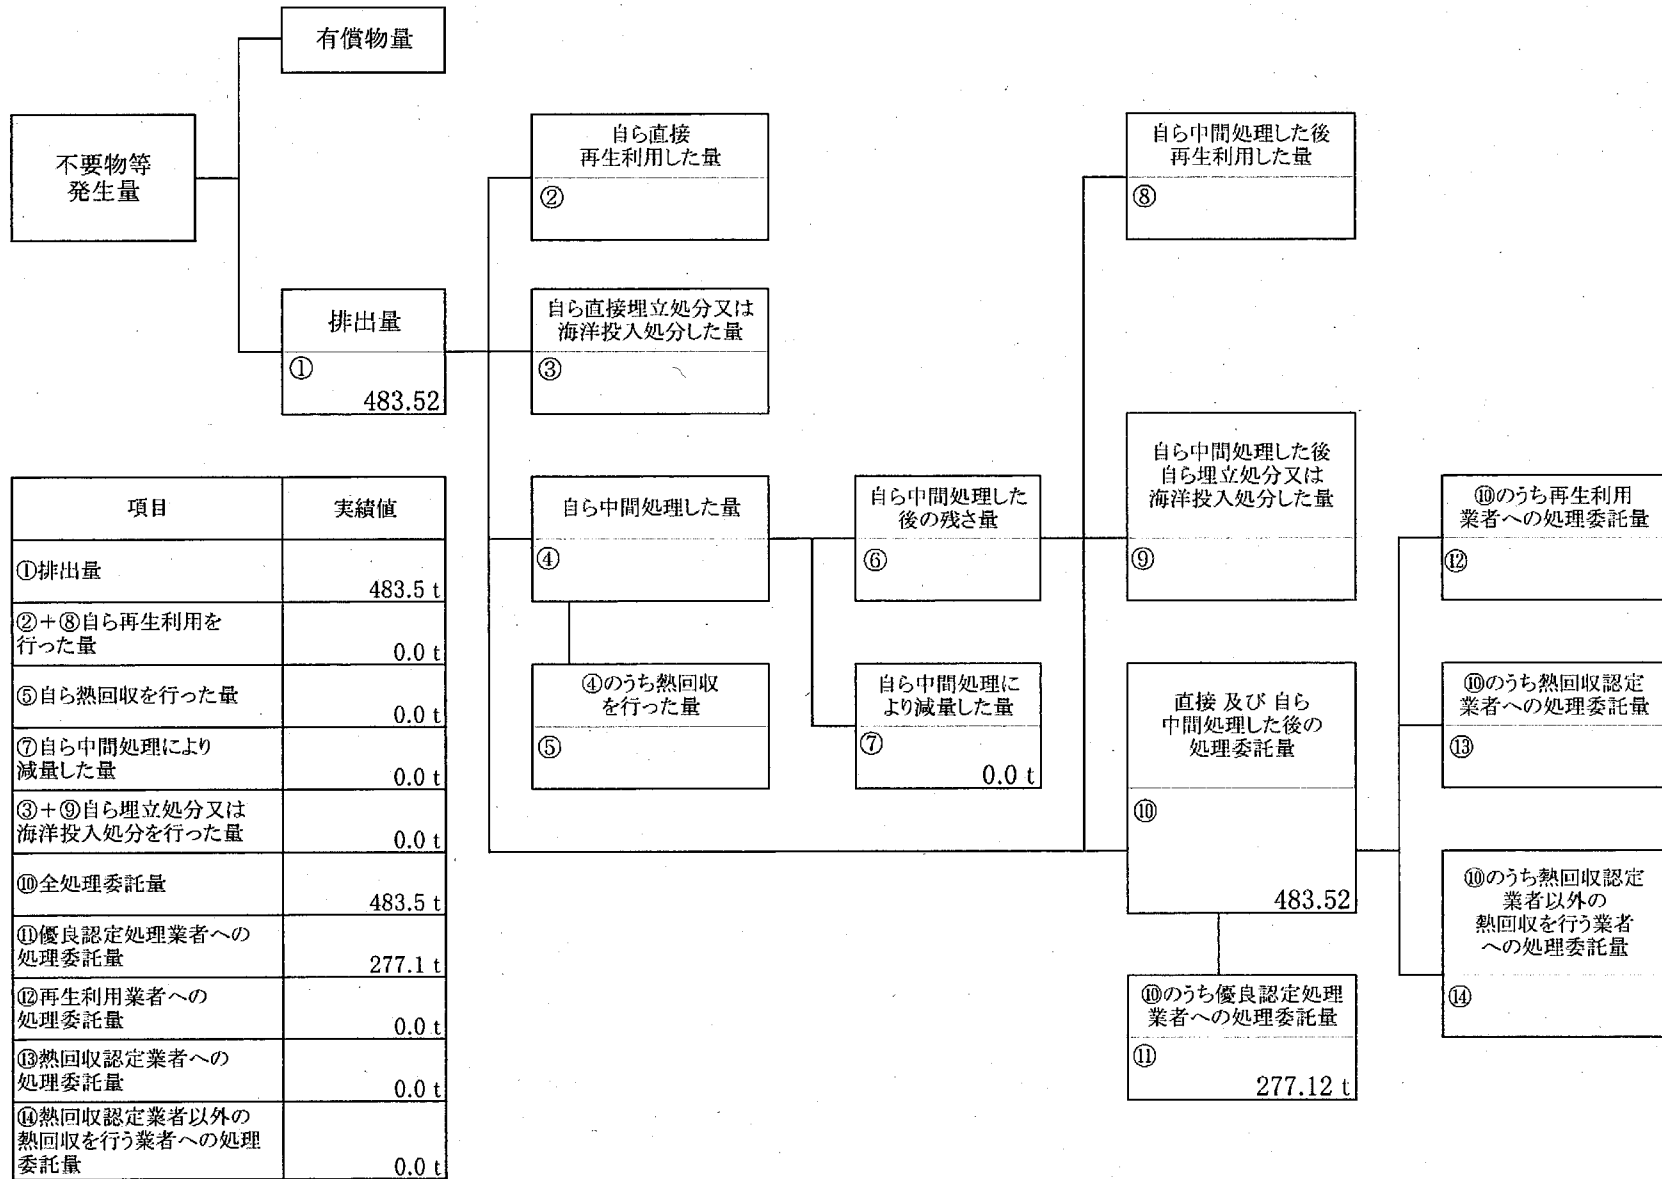 有償物量
不要物等
発生量
排出量
①
483.52
自ら直接
再生利用した量
②
自ら直接埋立処分又は
海洋投入処分した量
③
自ら中間処理した量
④
④のうち熱回収
を行った量
⑤
自ら中間処理した
後の残さ量
⑥
自ら中間処理に
より減量した量
⑦
0.0 t
自ら中間処理した後
再生利用した量
⑧
自ら中間処理した後
自ら埋立処分又は
海洋投入処分した量
⑨
直接 及び 自ら
中間処理した後の
処理委託量
⑩
483.52
⑩のうち優良認定処理
業者への処理委託量
⑪
277.12 t
⑩のうち再生利用
業者への処理委託量
⑫
⑩のうち熱回収認定
業者への処理委託量
⑬
⑩のうち熱回収認定
業者以外の
熱回収を行う業者
への処理委託量
⑭
項目 実績値
①排出量
483.5 t
②+⑧自ら再生利用を
行った量
0.0 t
⑤自ら熱回収を行った量
0.0 t
⑦自ら中間処理により
減量した量
0.0 t
③+⑨自ら埋立処分又は
海洋投入処分を行った量
0.0 t
⑩全処理委託量
483.5 t
⑪優良認定処理業者への
処理委託量
277.1 t
⑫再生利用業者への
処理委託量
0.0 t
⑬熱回収認定業者への
処理委託量
0.0 t
⑭熱回収認定業者以外の
熱回収を行う業者への処理
委託量
0.0 t